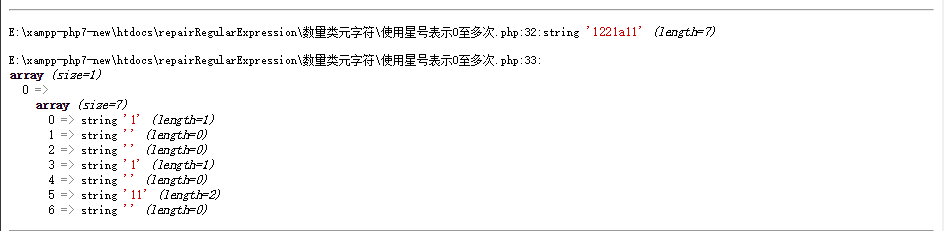 E:\xampp-php7-new\htdocs\repairRegularExpression\数量类元字符\使用星号表示0至多次.php:32:string '1221a11' (length=7)
E:\xampp-php7-new\htdocs\repairRegularExpression\数量类元字符\使用星号表示0至多次.php:33:
array (size=1)
0 =>
array (size=7)
0 => string '1' (length=1)
1 => string '' (length=0)
2 => string '' (length=0)
3 => string '1' (length=1)
4 => string '' (length=0)
5 => string '11' (length=2)
6 => string '' (length=0)